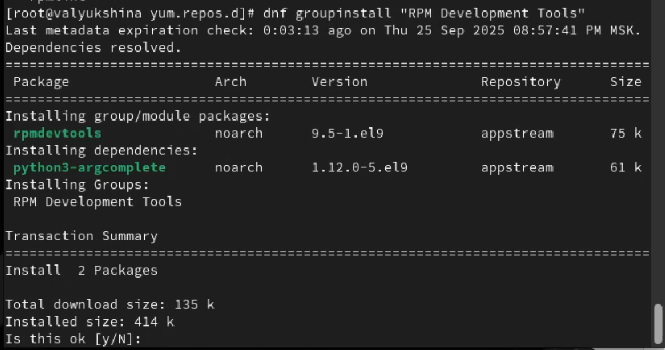 [root@valyukshina yum.repos.d]# dnf groupinstall "RPM Development Tools"
Last metadata expiration check: 0:03:13 ago on Thu 25 Sep 2025 08:57:41 PM MSK.
Dependencies resolved.
================================================================================
Package Arch Version Repository Size
================================================================================
Installing group/module packages:
rpmdevtools noarch 9.5-1.el9 appstream 75 k
Installing dependencies:
python3-argcomplete noarch 1.12.0-5.el9 appstream 61 k
Installing Groups:
RPM Development Tools
Transaction Summary
================================================================================
Install 2 Packages
Total download size: 135 k
Installed size: 414 k
Is this ok [y/N]: